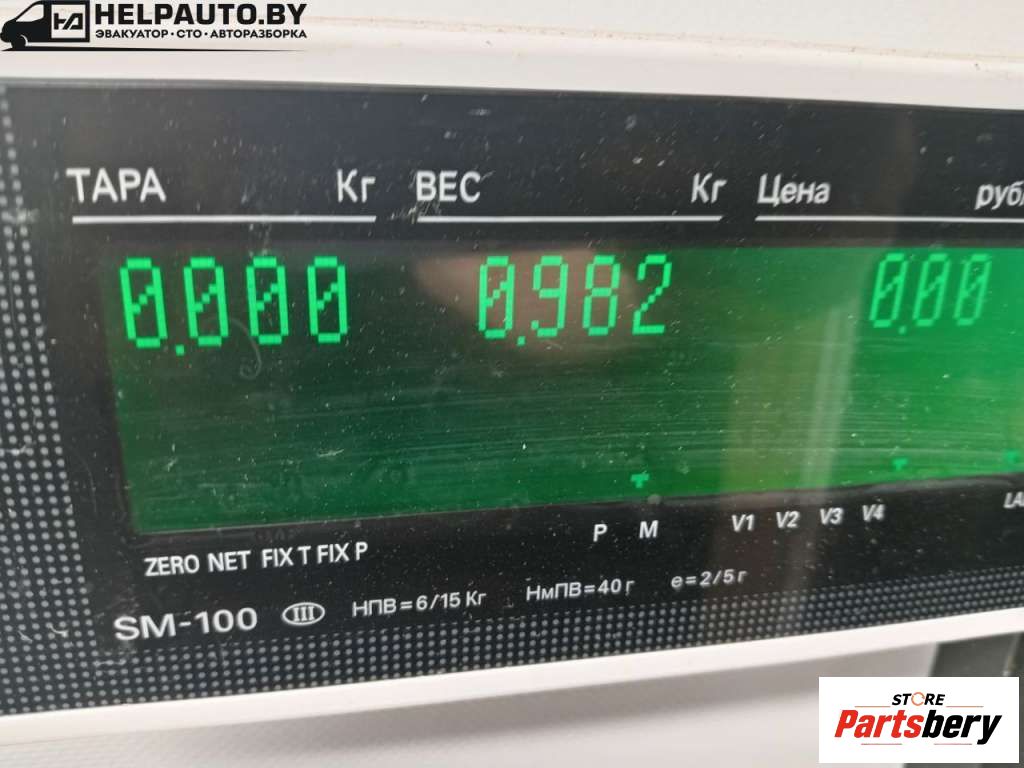 HELPAUTO.BY
ЭВАКУАТОР · СТО · АВТОРАЗБОРКА
ТАРА Кг ВЕС Кг Цена
0.000 0.982 0.00
P M V1 V2 V3 V4
ZERO NET FIX T FIX P
SM-100 III НПВ=6/15 Кг НмПВ=40 г e=2/5 г
STORE
Partsbery